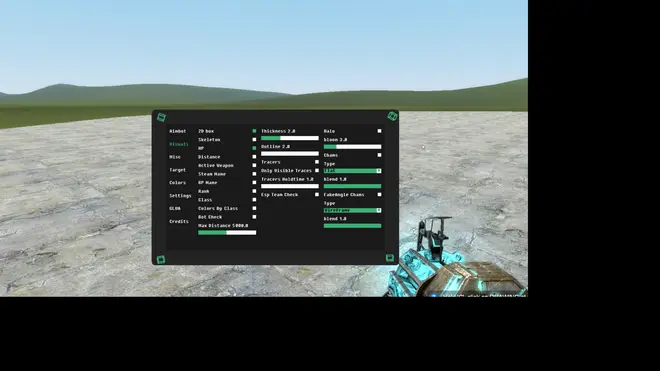 Aimbot
Visuals
Misc
Target
Colors
Settings
Credits
2D box
Skeleton
HP
Distance
Active Weapon
Steam Name
RP Name
Rank
Class
Colors By Class
Bot Check
Max Distance 5000.0
Thickness 2.0
Outline 2.0
Tracers
Only Visible Traces
Tracers Holdtime 1.0
Esp Team Check
Halo
bloom 3.0
Chams
Type
Flat
blend 1.0
FakeAngle Chams
Type
Wireframe
blend 1.0